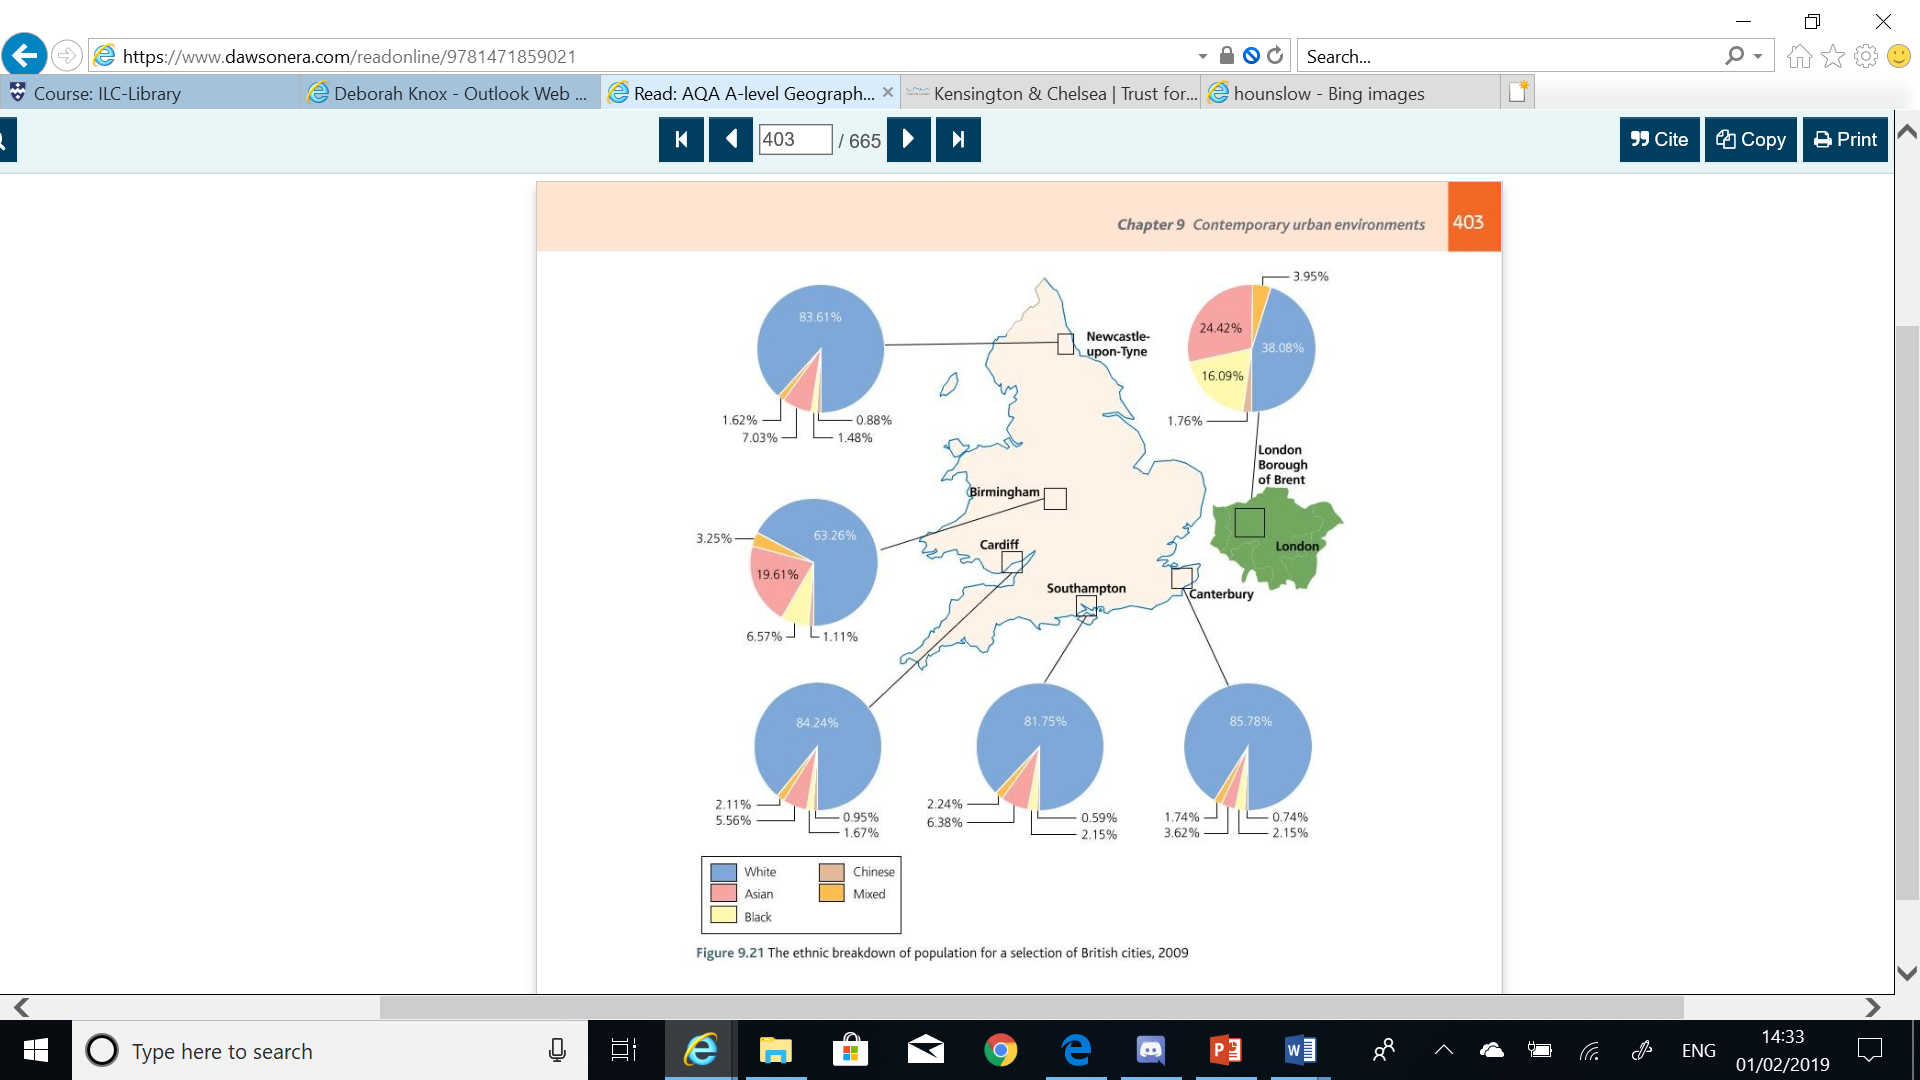 https://www.dawsonera.com/readonline/9781471859021
Search...
Course: ILC-Library
Deborah Knox - Outlook Web ...
Read: AQA A-level Geograph...
Kensington & Chelsea | Trust for...
hounslow - Bing images
403 / 665
Cite
Copy
Print
Chapter 9 Contemporary urban environments
403
83.61%
1.62%
7.03%
0.88%
1.48%
Newcastle-
upon-Tyne
3.95%
24.42%
38.08%
16.09%
1.76%
London
Borough
of Brent
London
Birmingham
3.25%
63.26%
19.61%
6.57%
1.11%
Cardiff
Southampton
Canterbury
84.24%
2.11%
5.56%
0.95%
1.67%
81.75%
2.24%
6.38%
0.59%
2.15%
85.78%
1.74%
3.62%
0.74%
2.15%
White
Chinese
Asian
Mixed
Black
Figure 9.21 The ethnic breakdown of population for a selection of British cities, 2009
Type here to search
ENG
14:33
01/02/2019